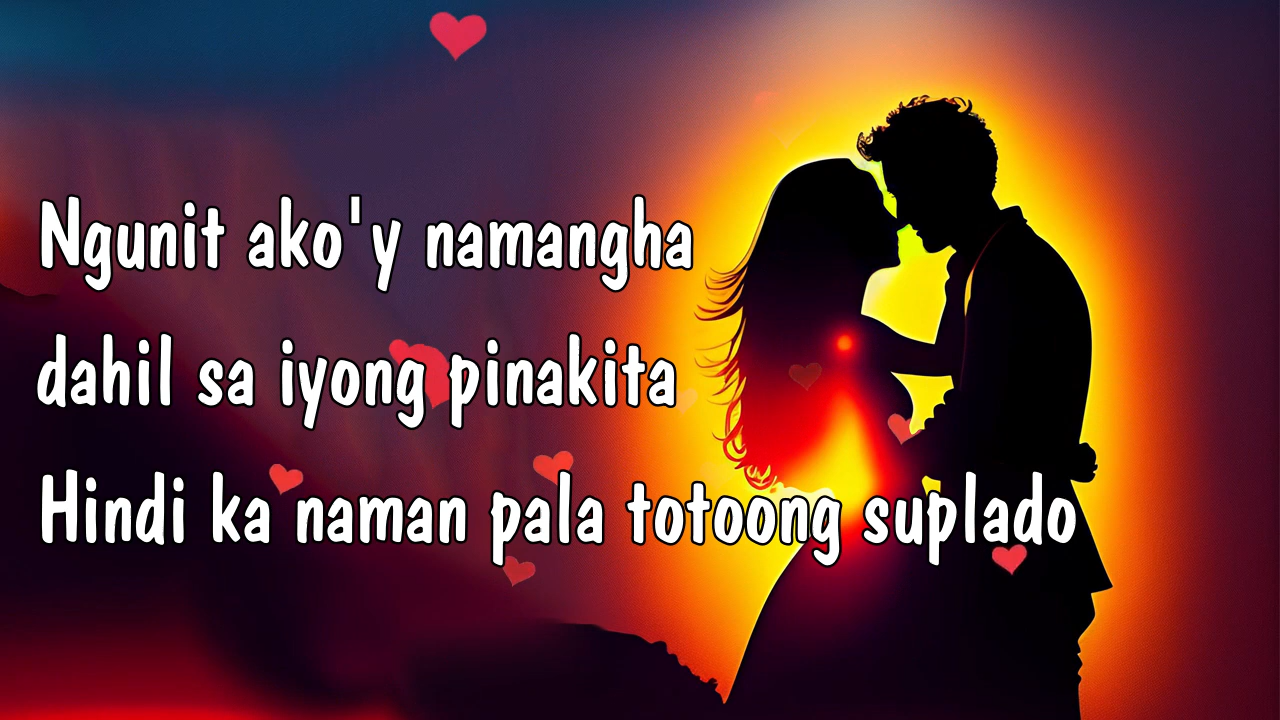 Ngunit ako'y namangha
dahil sa iyong pinakita
Hindi ka naman pala totoong suplado